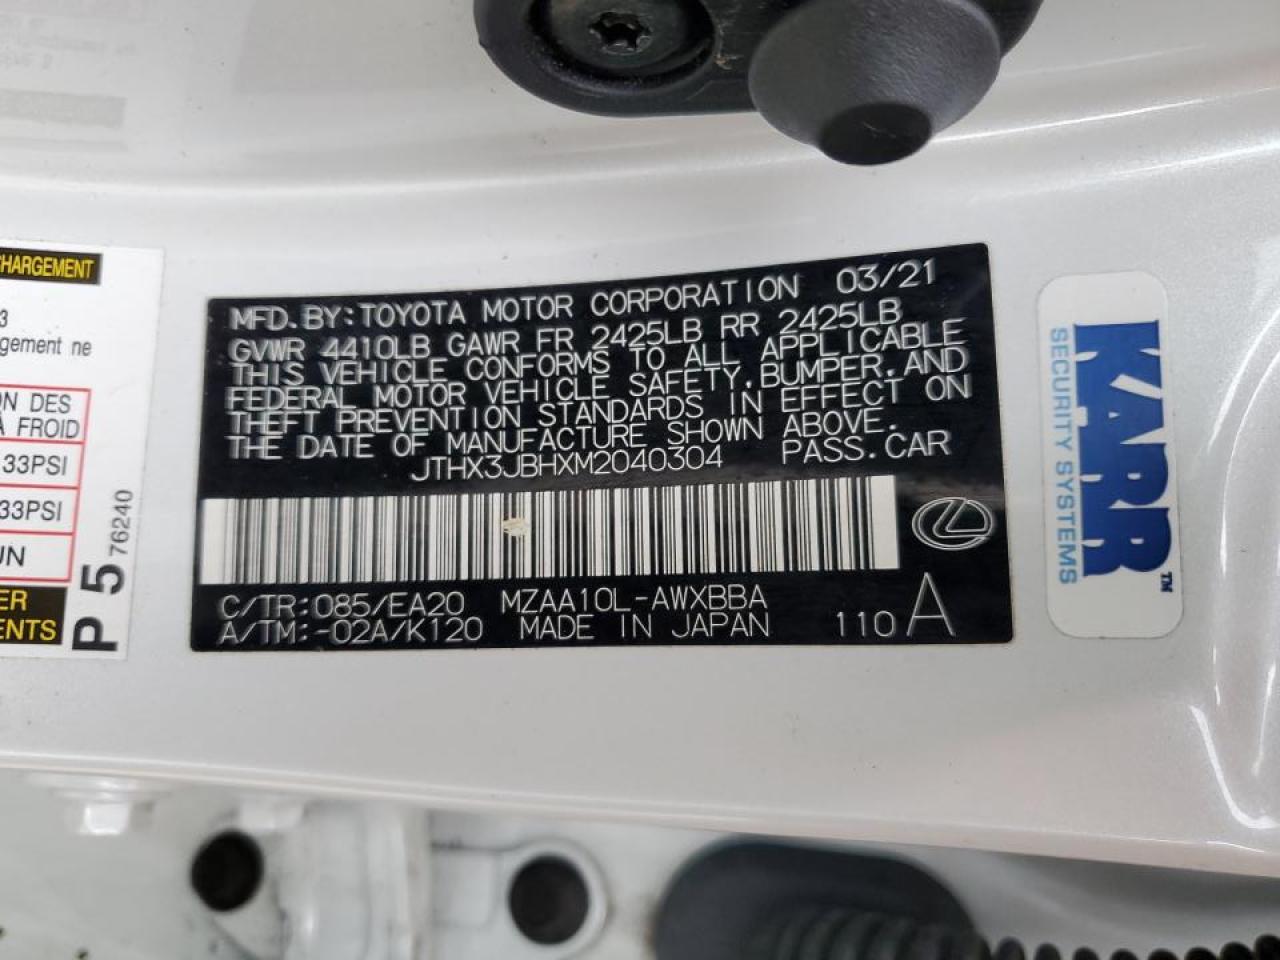 CHARGEMENT
3
gement ne
ON DES
A FROID
33PSI
33PSI
UN
ER
ENTS
P 5 76240
MFD. BY: TOYOTA MOTOR CORPORATION 03/21
GVWR 4410LB GAWR FR 2425LB RR 2425LB
THIS VEHICLE CONFORMS TO ALL APPLICABLE
FEDERAL MOTOR VEHICLE SAFETY, BUMPER, AND
THEFT PREVENTION STANDARDS IN EFFECT ON
THE DATE OF MANUFACTURE SHOWN ABOVE.
JTHX3JBHXM2040304 PASS. CAR
C/TR: 085/EA20 MZAA10L-AWXBBA
A/TM: -02A/K120 MADE IN JAPAN 110 A
KARR™
SECURITY SYSTEMS